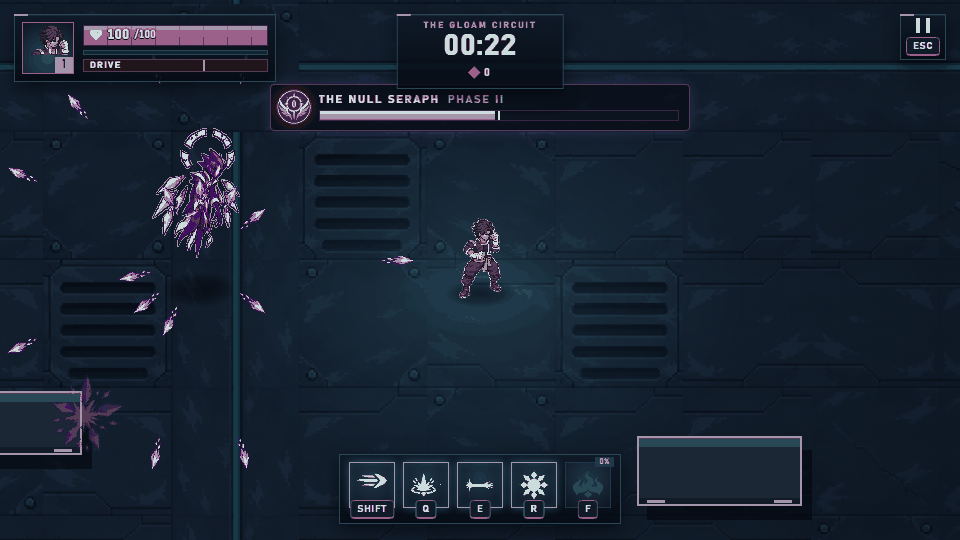 100 /100
1
DRIVE
THE GLOAM CIRCUIT
00:22
0
ESC
THE NULL SERAPH PHASE II
0%
SHIFT
Q
E
R
F